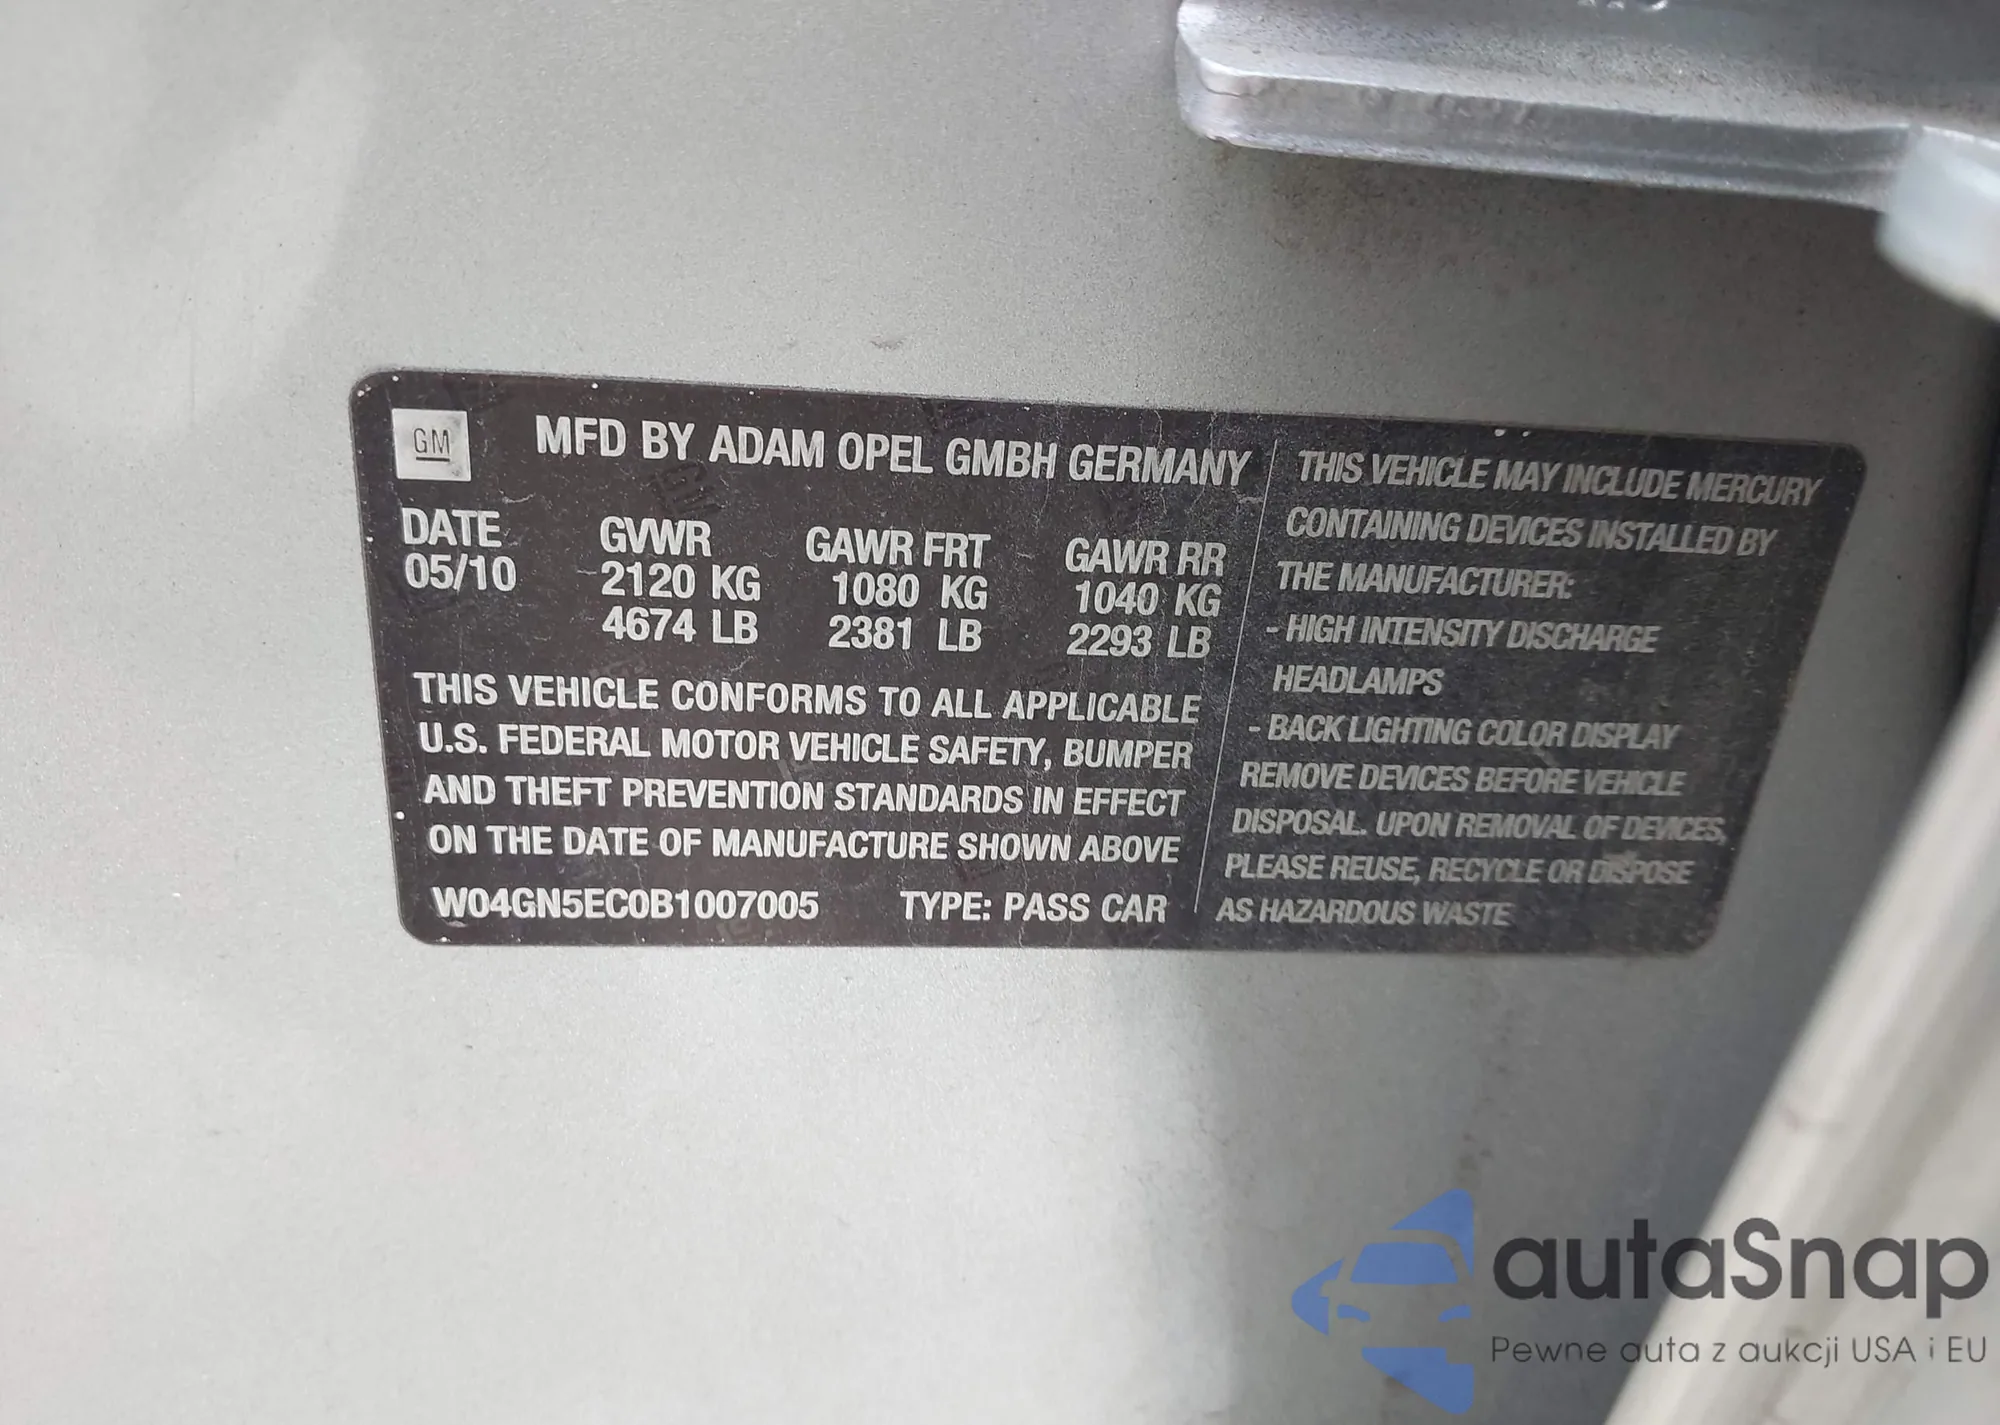 GM
MFD BY ADAM OPEL GMBH GERMANY
DATE GVWR GAWR FRT GAWR RR
05/10 2120 KG 1080 KG 1040 KG
4674 LB 2381 LB 2293 LB
THIS VEHICLE CONFORMS TO ALL APPLICABLE
U.S. FEDERAL MOTOR VEHICLE SAFETY, BUMPER
AND THEFT PREVENTION STANDARDS IN EFFECT
ON THE DATE OF MANUFACTURE SHOWN ABOVE
W04GN5EC0B1007005 TYPE: PASS CAR
THIS VEHICLE MAY INCLUDE MERCURY
CONTAINING DEVICES INSTALLED BY
THE MANUFACTURER:
- HIGH INTENSITY DISCHARGE
HEADLAMPS
- BACK LIGHTING COLOR DISPLAY
REMOVE DEVICES BEFORE VEHICLE
DISPOSAL. UPON REMOVAL OF DEVICES,
PLEASE REUSE, RECYCLE OR DISPOSE
AS HAZARDOUS WASTE
autaSnap
Pewne auta z aukcji USA i EU